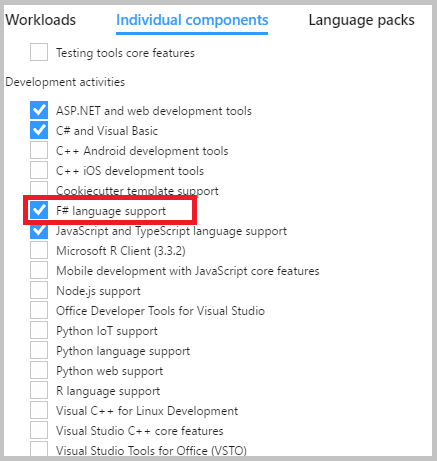 Workloads Individual components Language packs
Testing tools core features
Development activities
ASP.NET and web development tools
C# and Visual Basic
C++ Android development tools
C++ iOS development tools
Cookiecutter template support
F# language support
JavaScript and TypeScript language support
Microsoft R Client (3.3.2)
Mobile development with JavaScript core features
Node.js support
Office Developer Tools for Visual Studio
Python IoT support
Python language support
Python web support
R language support
Visual C++ for Linux Development
Visual Studio C++ core features
Visual Studio Tools for Office (VSTO)